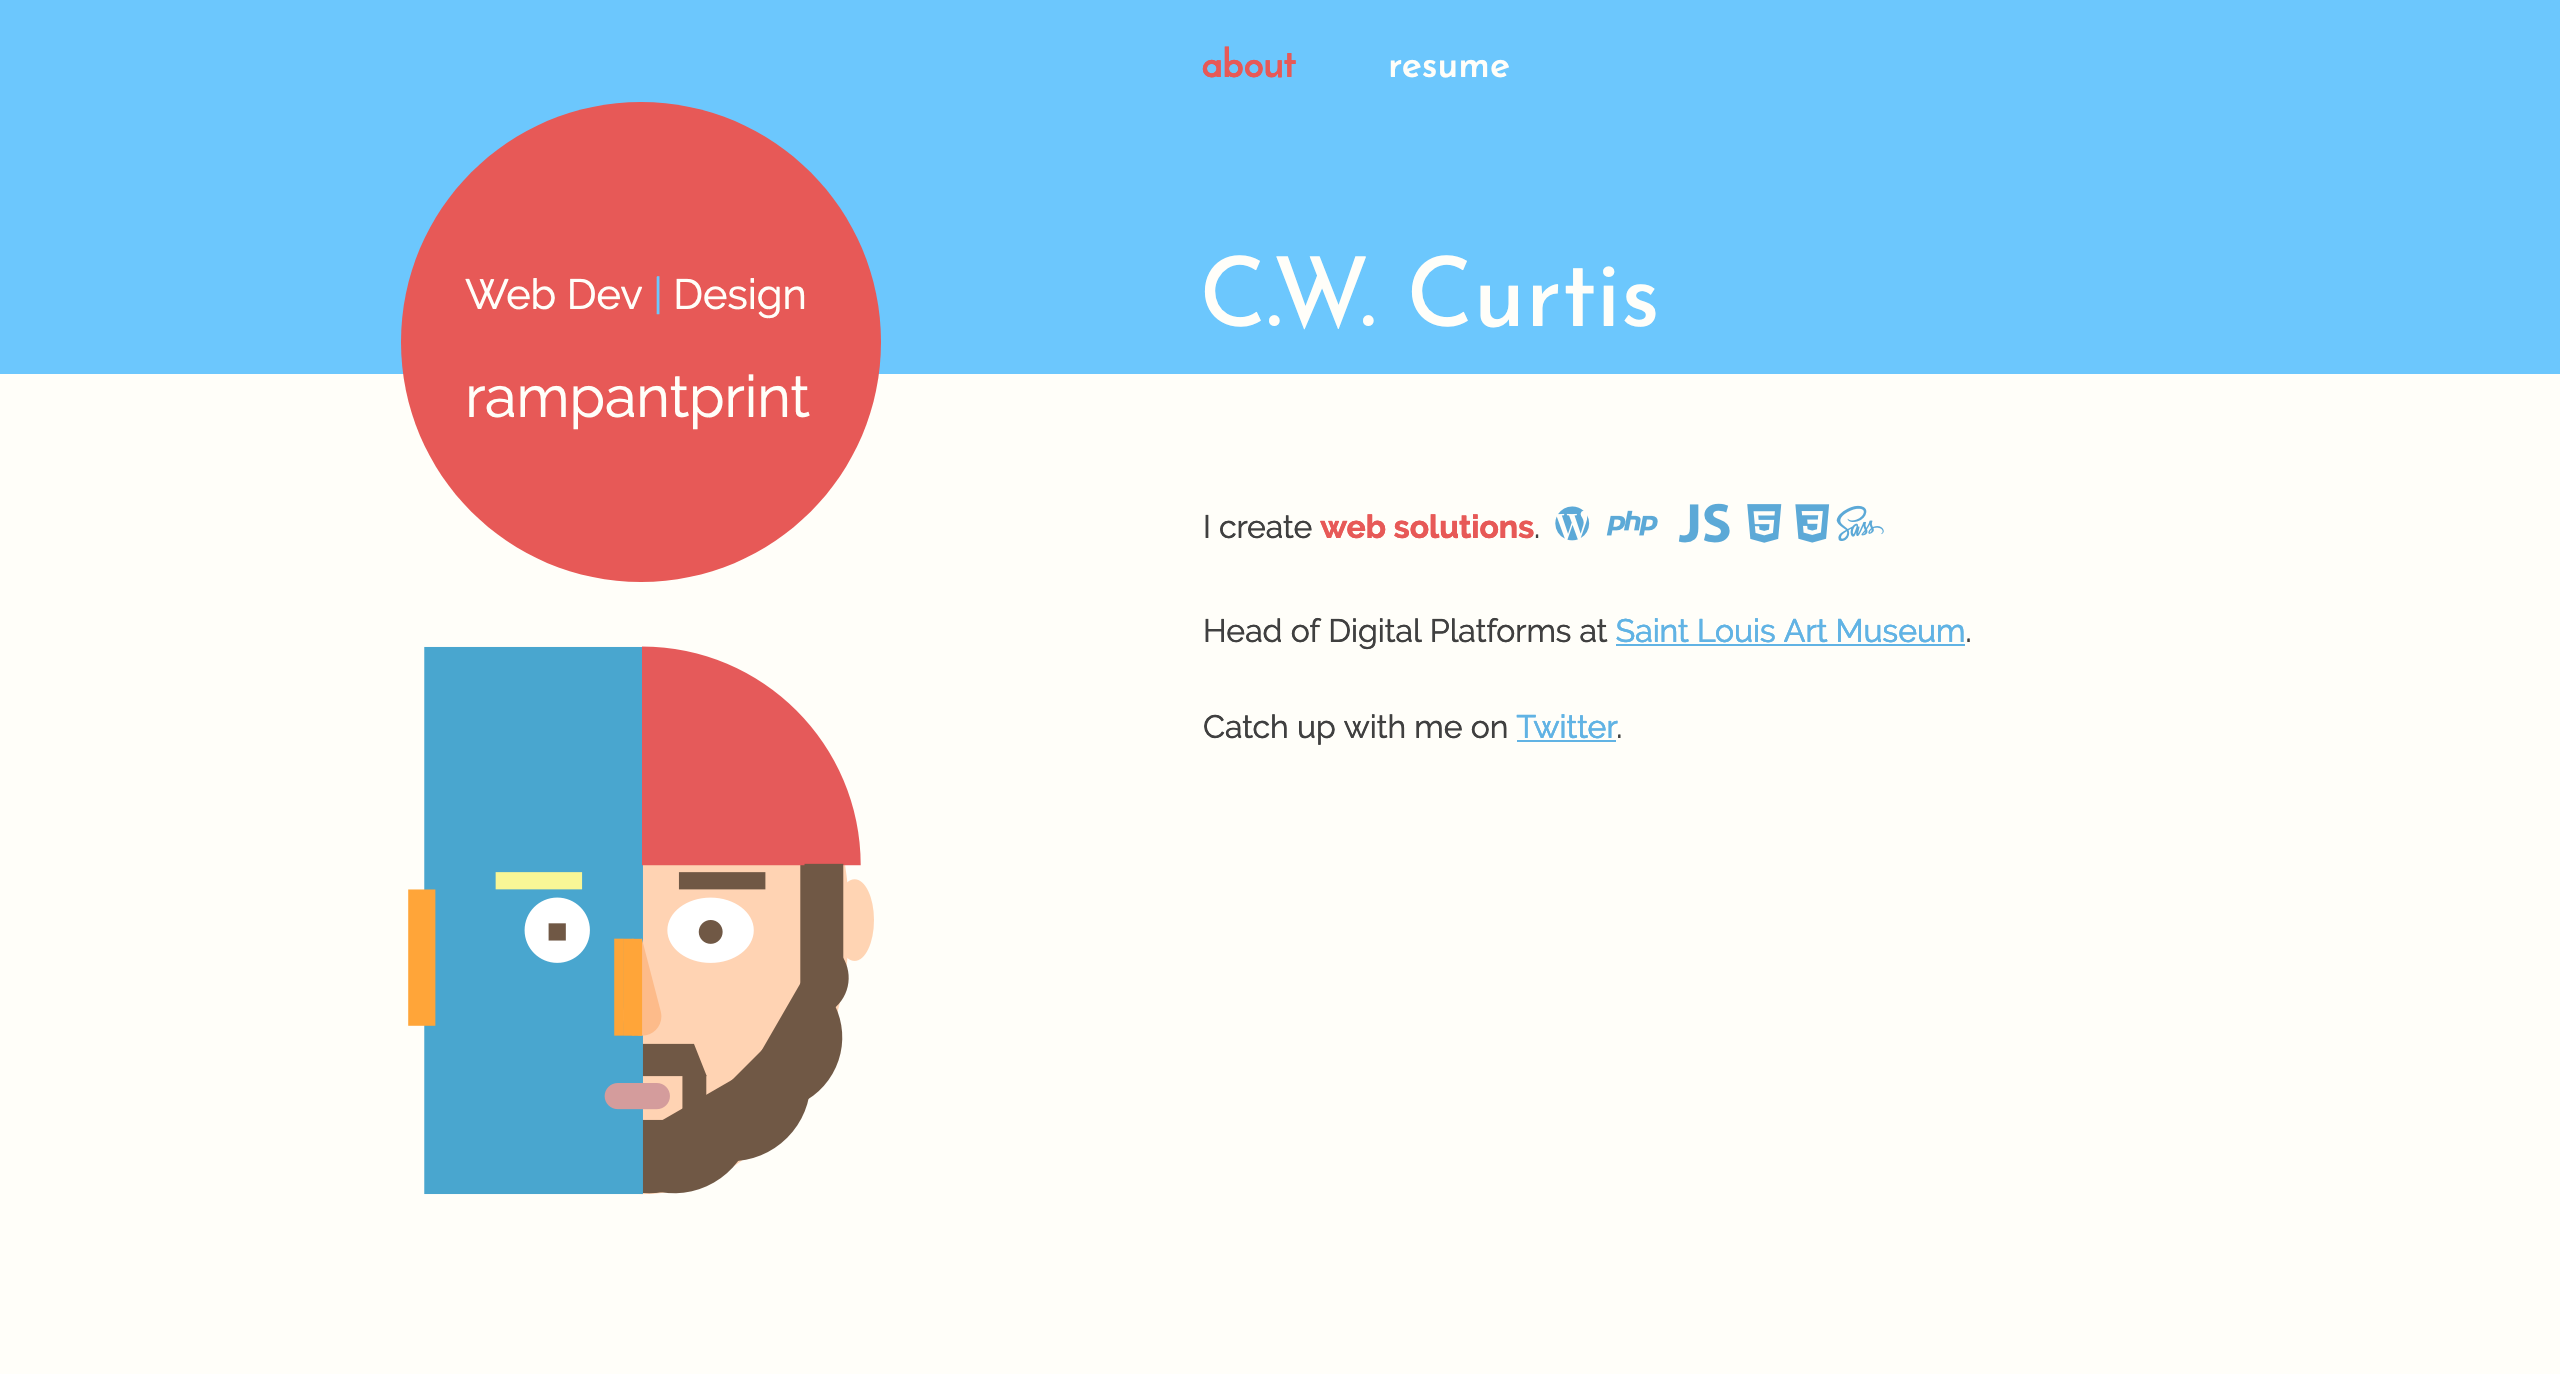 about resume
Web Dev | Design
rampantprint
C.W. Curtis
I create web solutions. php JS Sass
Head of Digital Platforms at Saint Louis Art Museum.
Catch up with me on Twitter.